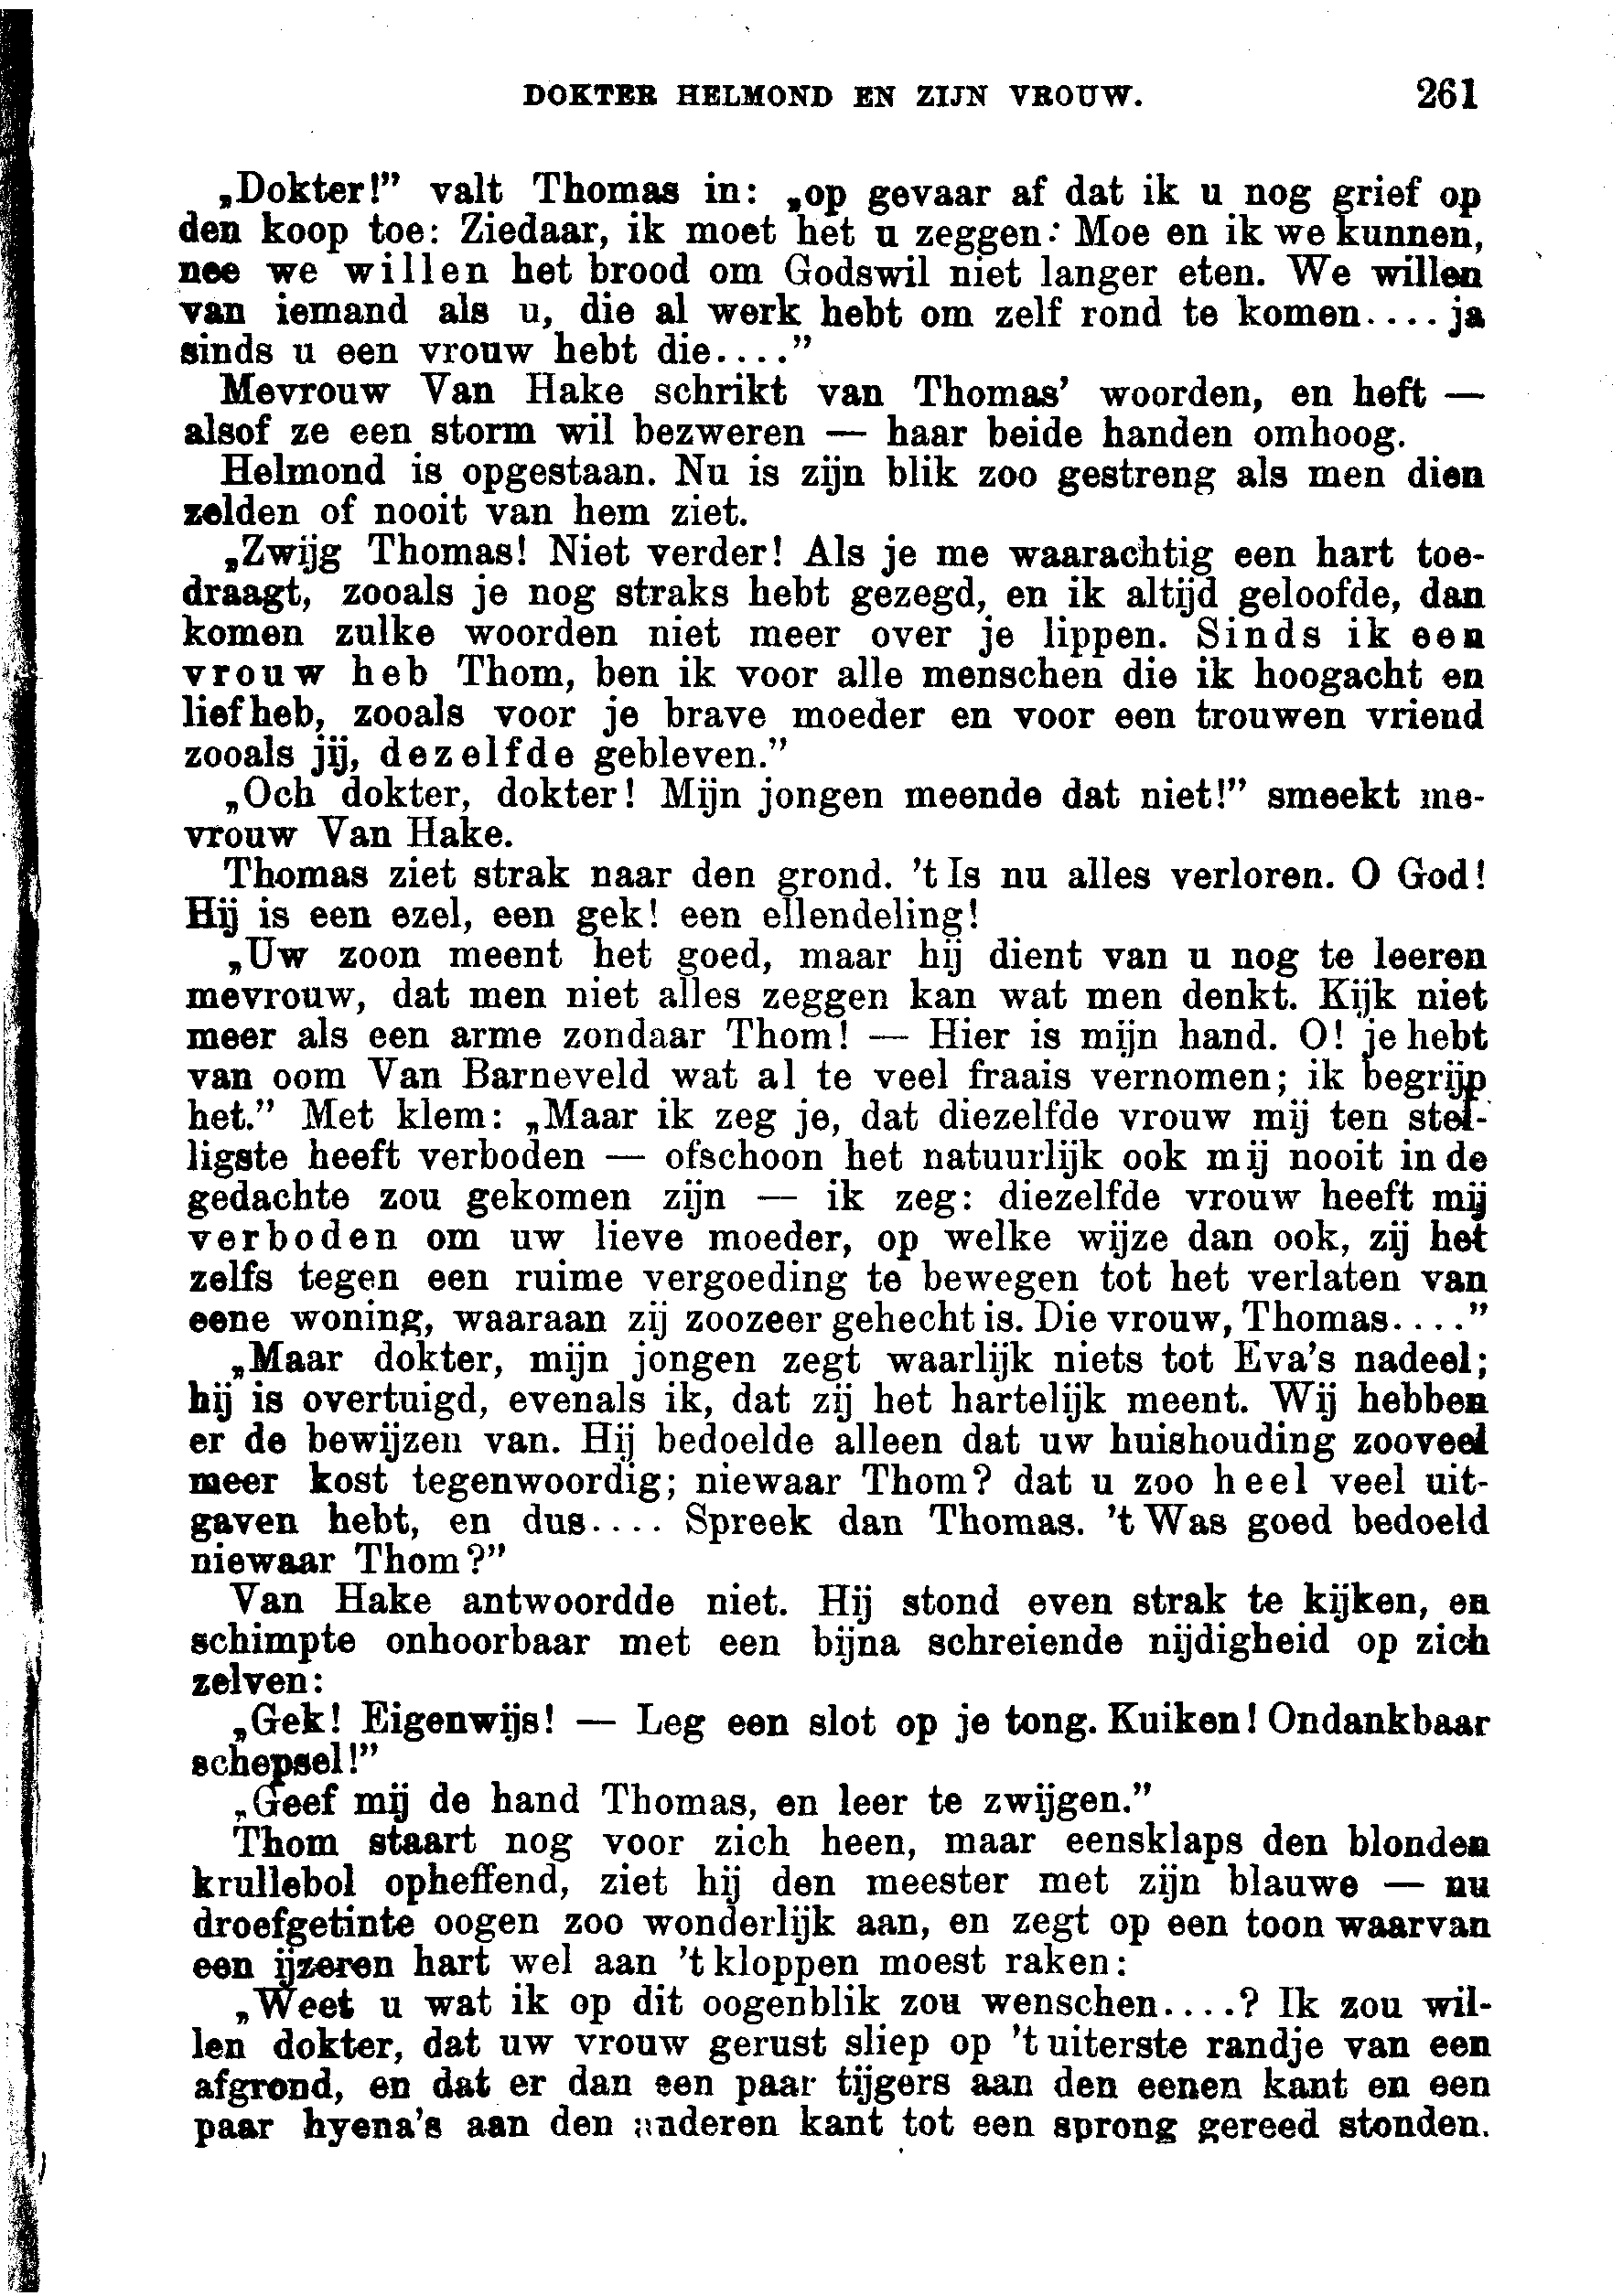 DOKTER HELMOND EN ZIJN VROUW. 261
„Dokter!” valt Thomas in: „op gevaar af dat ik u nog grief op
den koop toe: Ziedaar, ik moet het u zeggen: Moe en ik we kunnen,
nee we willen het brood om Godswil niet langer eten. We willen
van iemand als u, die al werk hebt om zelf rond te komen.... ja
sinds u een vrouw hebt die....”
Mevrouw Van Hake schrikt van Thomas’ woorden, en heft —
alsof ze een storm wil bezweren — haar beide handen omhoog.
Helmond is opgestaan. Nu is zijn blik zoo gestreng als men dien
zelden of nooit van hem ziet.
„Zwijg Thomas! Niet verder! Als je me waarachtig een hart toe-
draagt, zooals je nog straks hebt gezegd, en ik altijd geloofde, dan
komen zulke woorden niet meer over je lippen. Sinds ik een
vrouw heb Thom, ben ik voor alle menschen die ik hoogacht en
liefheb, zooals voor je brave moeder en voor een trouwen vriend
zooals jij, dezelfde gebleven.”
„Och dokter, dokter! Mijn jongen meende dat niet!” smeekt me-
vrouw Van Hake.
Thomas ziet strak naar den grond. ’t Is nu alles verloren. O God!
Hij is een ezel, een gek! een ellendeling!
„Uw zoon meent het goed, maar hij dient van u nog te leeren
mevrouw, dat men niet alles zeggen kan wat men denkt. Kijk niet
meer als een arme zondaar Thom! — Hier is mijn hand. O! je hebt
van oom Van Barneveld wat al te veel fraais vernomen; ik begrijp
het.” Met klem: „Maar ik zeg je, dat diezelfde vrouw mij ten stel-
ligste heeft verboden — ofschoon het natuurlijk ook mij nooit in de
gedachte zou gekomen zijn — ik zeg: diezelfde vrouw heeft mij
verboden om uw lieve moeder, op welke wijze dan ook, zij het
zelfs tegen een ruime vergoeding te bewegen tot het verlaten van
eene woning, waaraan zij zoozeer gehecht is. Die vrouw, Thomas....”
„Maar dokter, mijn jongen zegt waarlijk niets tot Eva’s nadeel;
hij is overtuigd, evenals ik, dat zij het hartelijk meent. Wij hebben
er de bewijzen van. Hij bedoelde alleen dat uw huishouding zooveel
meer kost tegenwoordig; niewaar Thom? dat u zoo heel veel uit-
gaven hebt, en dus.... Spreek dan Thomas. ’t Was goed bedoeld
niewaar Thom?”
Van Hake antwoordde niet. Hij stond even strak te kijken, en
schimpte onhoorbaar met een bijna schreiende nijdigheid op zich
zelven:
„Gek! Eigenwijs! — Leg een slot op je tong. Kuiken! Ondankbaar
schepsel!”
„Geef mij de hand Thomas, en leer te zwijgen.”
Thom staart nog voor zich heen, maar eensklaps den blonden
krullebol opheffend, ziet hij den meester met zijn blauwe — nu
droefgetinte oogen zoo wonderlijk aan, en zegt op een toon waarvan
een ijzeren hart wel aan ’t kloppen moest raken:
„Weet u wat ik op dit oogenblik zou wenschen....? Ik zou wil-
len dokter, dat uw vrouw gerust sliep op ’t uiterste randje van een
afgrond, en dat er dan een paar tijgers aan den eenen kant en een
paar hyena’s aan den anderen kant tot een sprong gereed stonden.